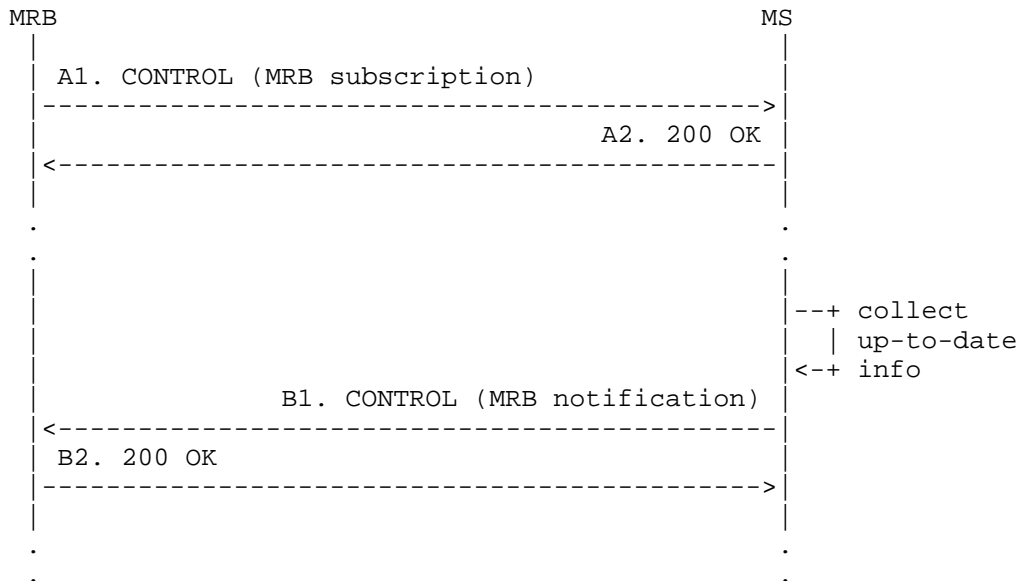 MRB MS
A1. CONTROL (MRB subscription)
A2. 200 OK
--+ collect
| up-to-date
<-+ info
B1. CONTROL (MRB notification)
B2. 200 OK